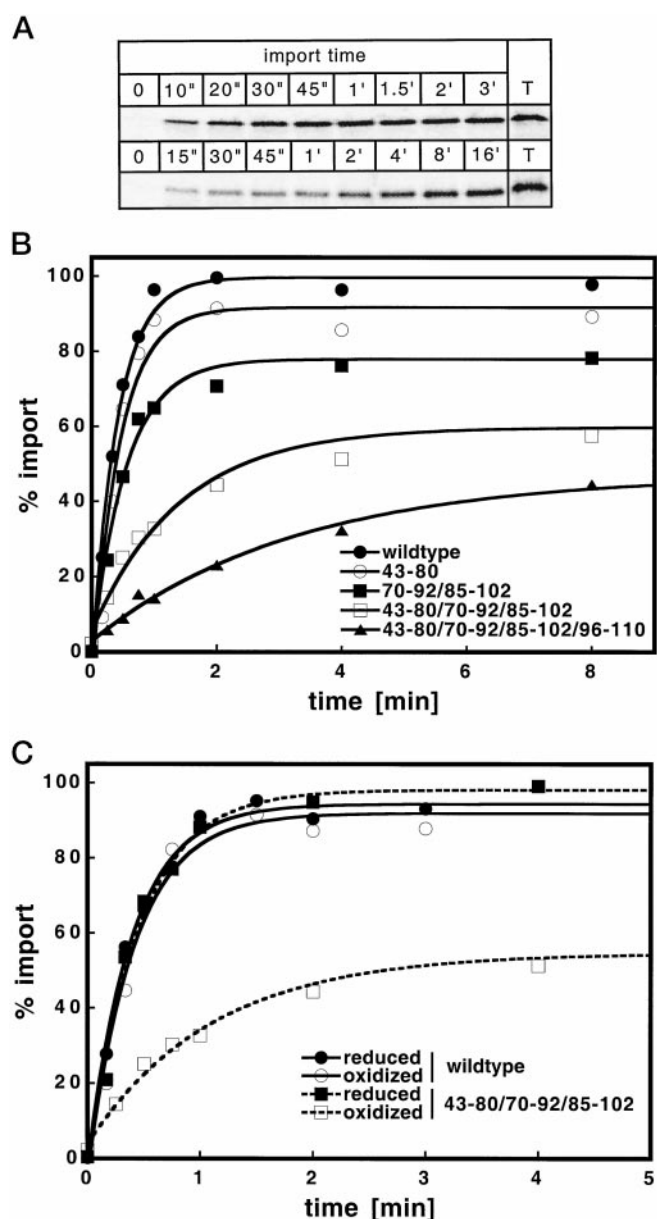 A
import time
0 10" 20" 30" 45" 1' 1.5' 2' 3' T
0 15" 30" 45" 1' 2' 4' 8' 16' T
B
100
80
60
40
20
0
% import
wildtype
43-80
70-92/85-102
43-80/70-92/85-102
43-80/70-92/85-102/96-110
0 2 4 6 8
time [min]
C
100
80
60
40
20
0
% import
reduced
oxidized
wildtype
reduced
oxidized
43-80/70-92/85-102
0 1 2 3 4 5
time [min]